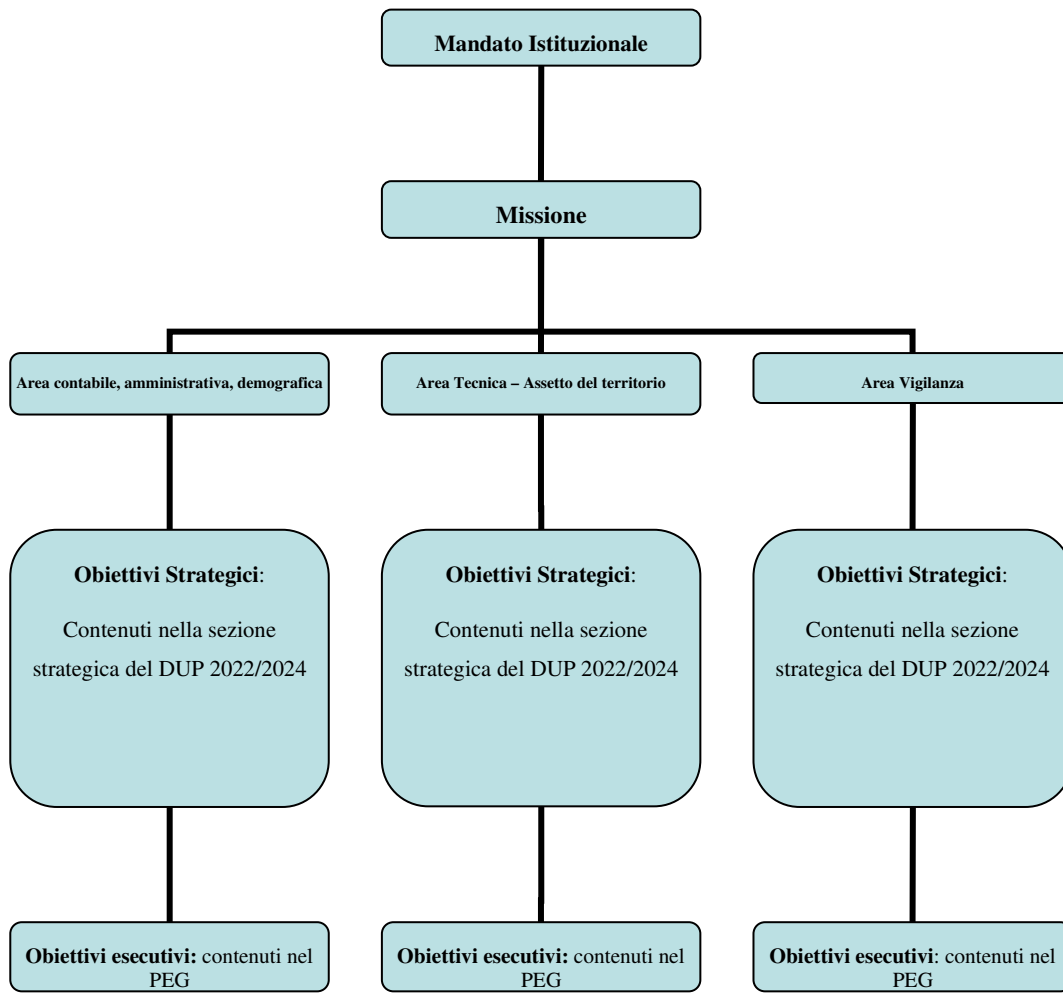 Mandato Istituzionale
Missione
Area contabile, amministrativa, demografica
Area Tecnica – Assetto del territorio
Area Vigilanza
Obiettivi Strategici:
Contenuti nella sezione
strategica del DUP 2022/2024
Obiettivi Strategici:
Contenuti nella sezione
strategica del DUP 2022/2024
Obiettivi Strategici:
Contenuti nella sezione
strategica del DUP 2022/2024
Obiettivi esecutivi: contenuti nel
PEG
Obiettivi esecutivi: contenuti nel
PEG
Obiettivi esecutivi: contenuti nel
PEG